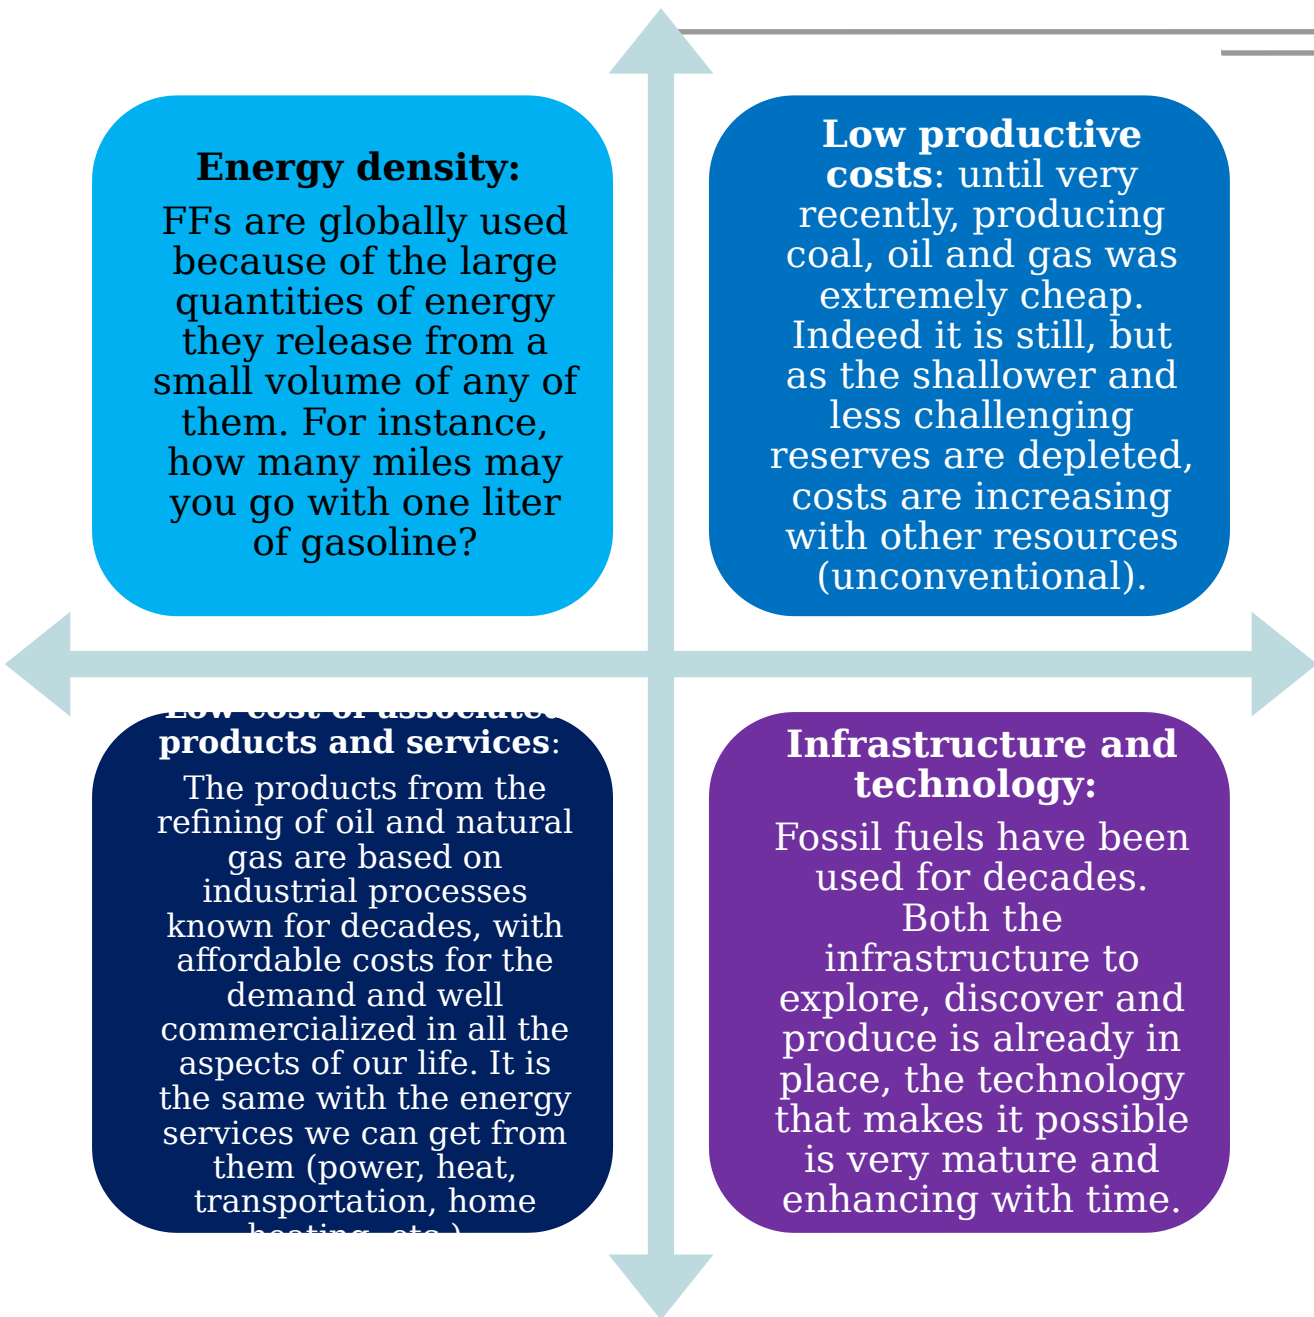 Energy density:
FFs are globally used
because of the large
quantities of energy
they release from a
small volume of any of
them. For instance,
how many miles may
you go with one liter
of gasoline?
Low productive
costs: until very
recently, producing
coal, oil and gas was
extremely cheap.
Indeed it is still, but
as the shallower and
less challenging
reserves are depleted,
costs are increasing
with other resources
(unconventional).
Low cost of associated
products and services:
The products from the
refining of oil and natural
gas are based on
industrial processes
known for decades, with
affordable costs for the
demand and well
commercialized in all the
aspects of our life. It is
the same with the energy
services we can get from
them (power, heat,
transportation, home
heating, etc.)
Infrastructure and
technology:
Fossil fuels have been
used for decades.
Both the
infrastructure to
explore, discover and
produce is already in
place, the technology
that makes it possible
is very mature and
enhancing with time.